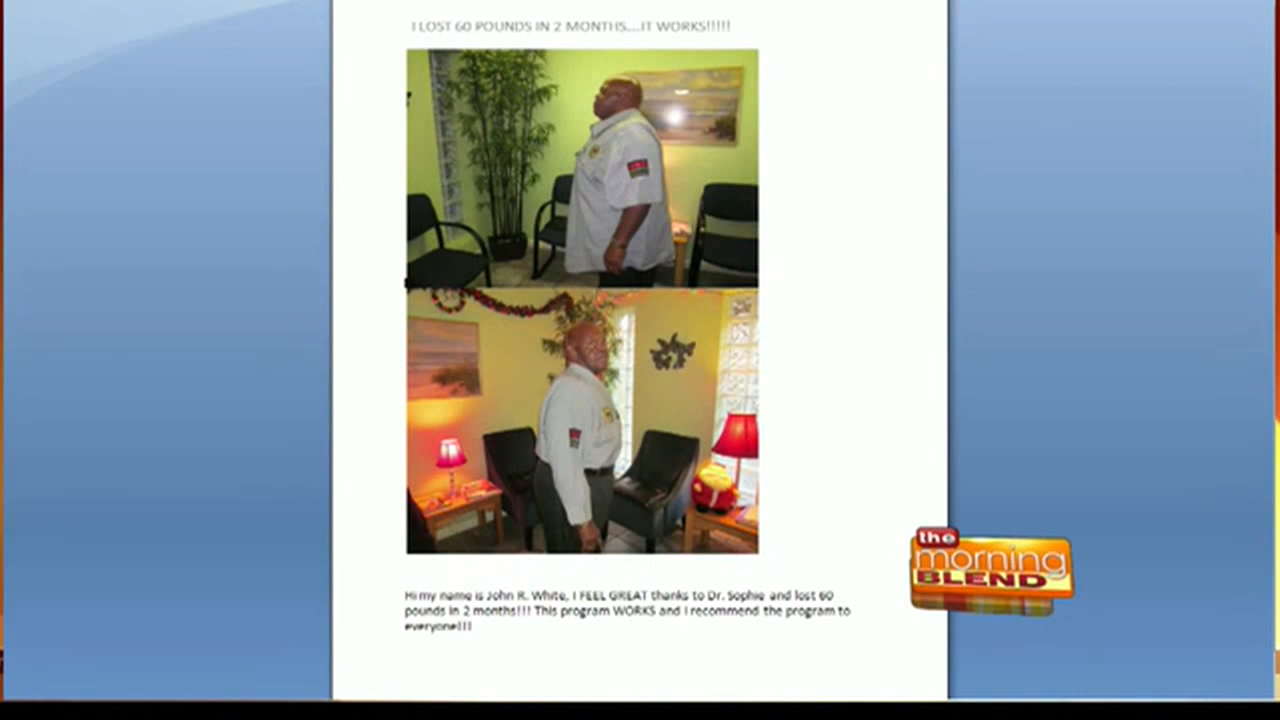 I LOST 60 POUNDS IN 2 MONTHS....IT WORKS!!!!!
Hi my name is John R. White, I FEEL GREAT thanks to Dr. Sophie and lost 60
pounds in 2 months!!! This program WORKS and I recommend the program to
everyone!!!
the
morning
BLEND